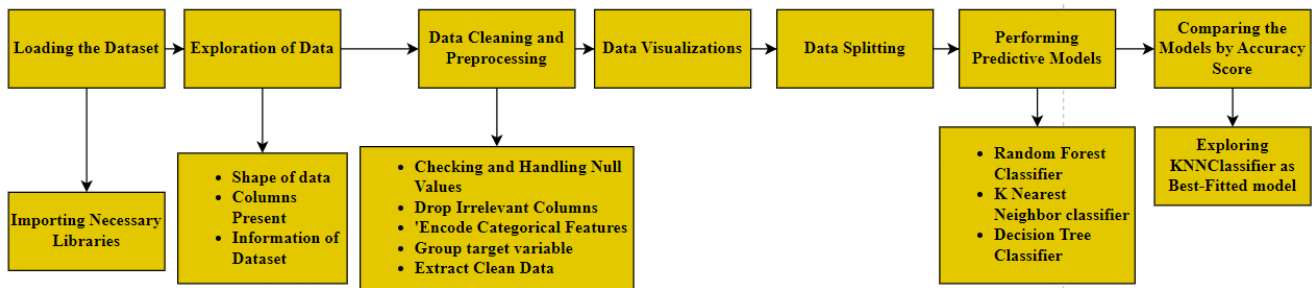 Loading the Dataset
Exploration of Data
Data Cleaning and
Preprocessing
Data Visualizations
Data Splitting
Performing
Predictive Models
Comparing the
Models by Accuracy
Score
Importing Necessary
Libraries
• Shape of data
• Columns
Present
• Information of
Dataset
• Checking and Handling Null
Values
• Drop Irrelevant Columns
• 'Encode Categorical Features
• Group target variable
• Extract Clean Data
• Random Forest
Classifier
• K Nearest
Neighbor classifier
• Decision Tree
Classifier
Exploring
KNNClassifier as
Best-Fitted model